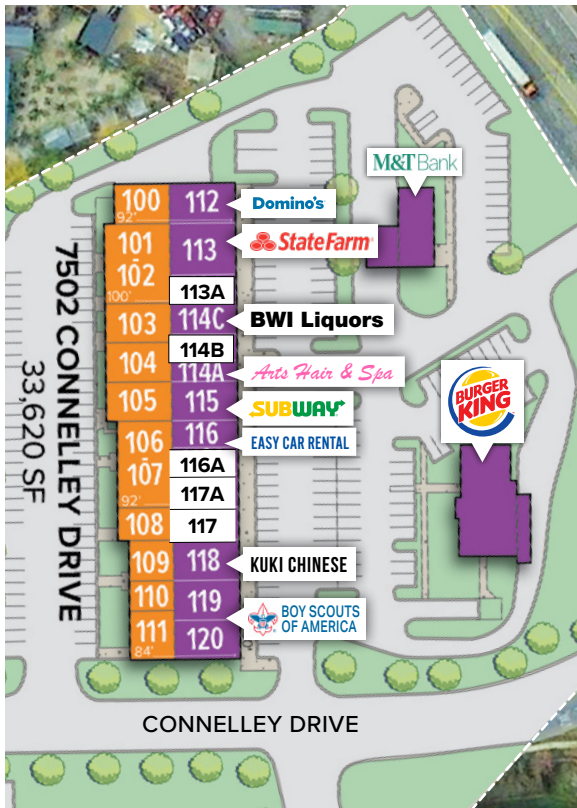 M&T Bank
100
92'
112
Domino's
101
-
102
100'
113
State Farm
113A
103
114C
BWI Liquors
114B
104
114A
Arts Hair & Spa
105
115
SUBWAY
BURGER
KING
116
EASY CAR RENTAL
106
-
107
92'
116A
117A
108
117
109
118
KUKI CHINESE
110
119
BOY SCOUTS
OF AMERICA
111
84'
120
7502 CONNELLEY DRIVE
33,620 SF
CONNELLEY DRIVE